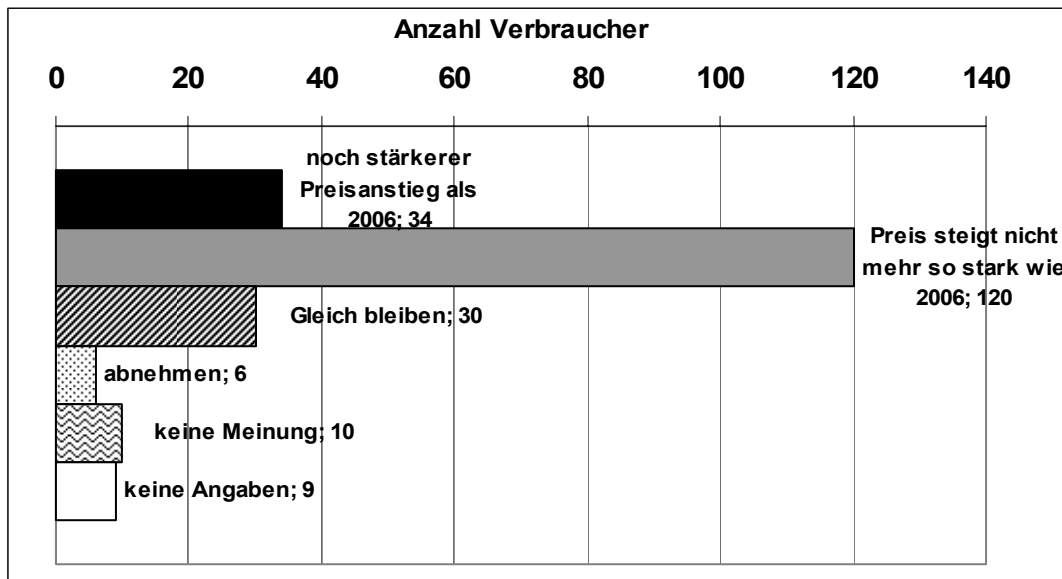 Anzahl Verbraucher
0 20 40 60 80 100 120 140
noch stärkerer
Preisanstieg als
2006; 34
Preis steigt nicht
mehr so stark wie
2006; 120
Gleich bleiben; 30
abnehmen; 6
keine Meinung; 10
keine Angaben; 9